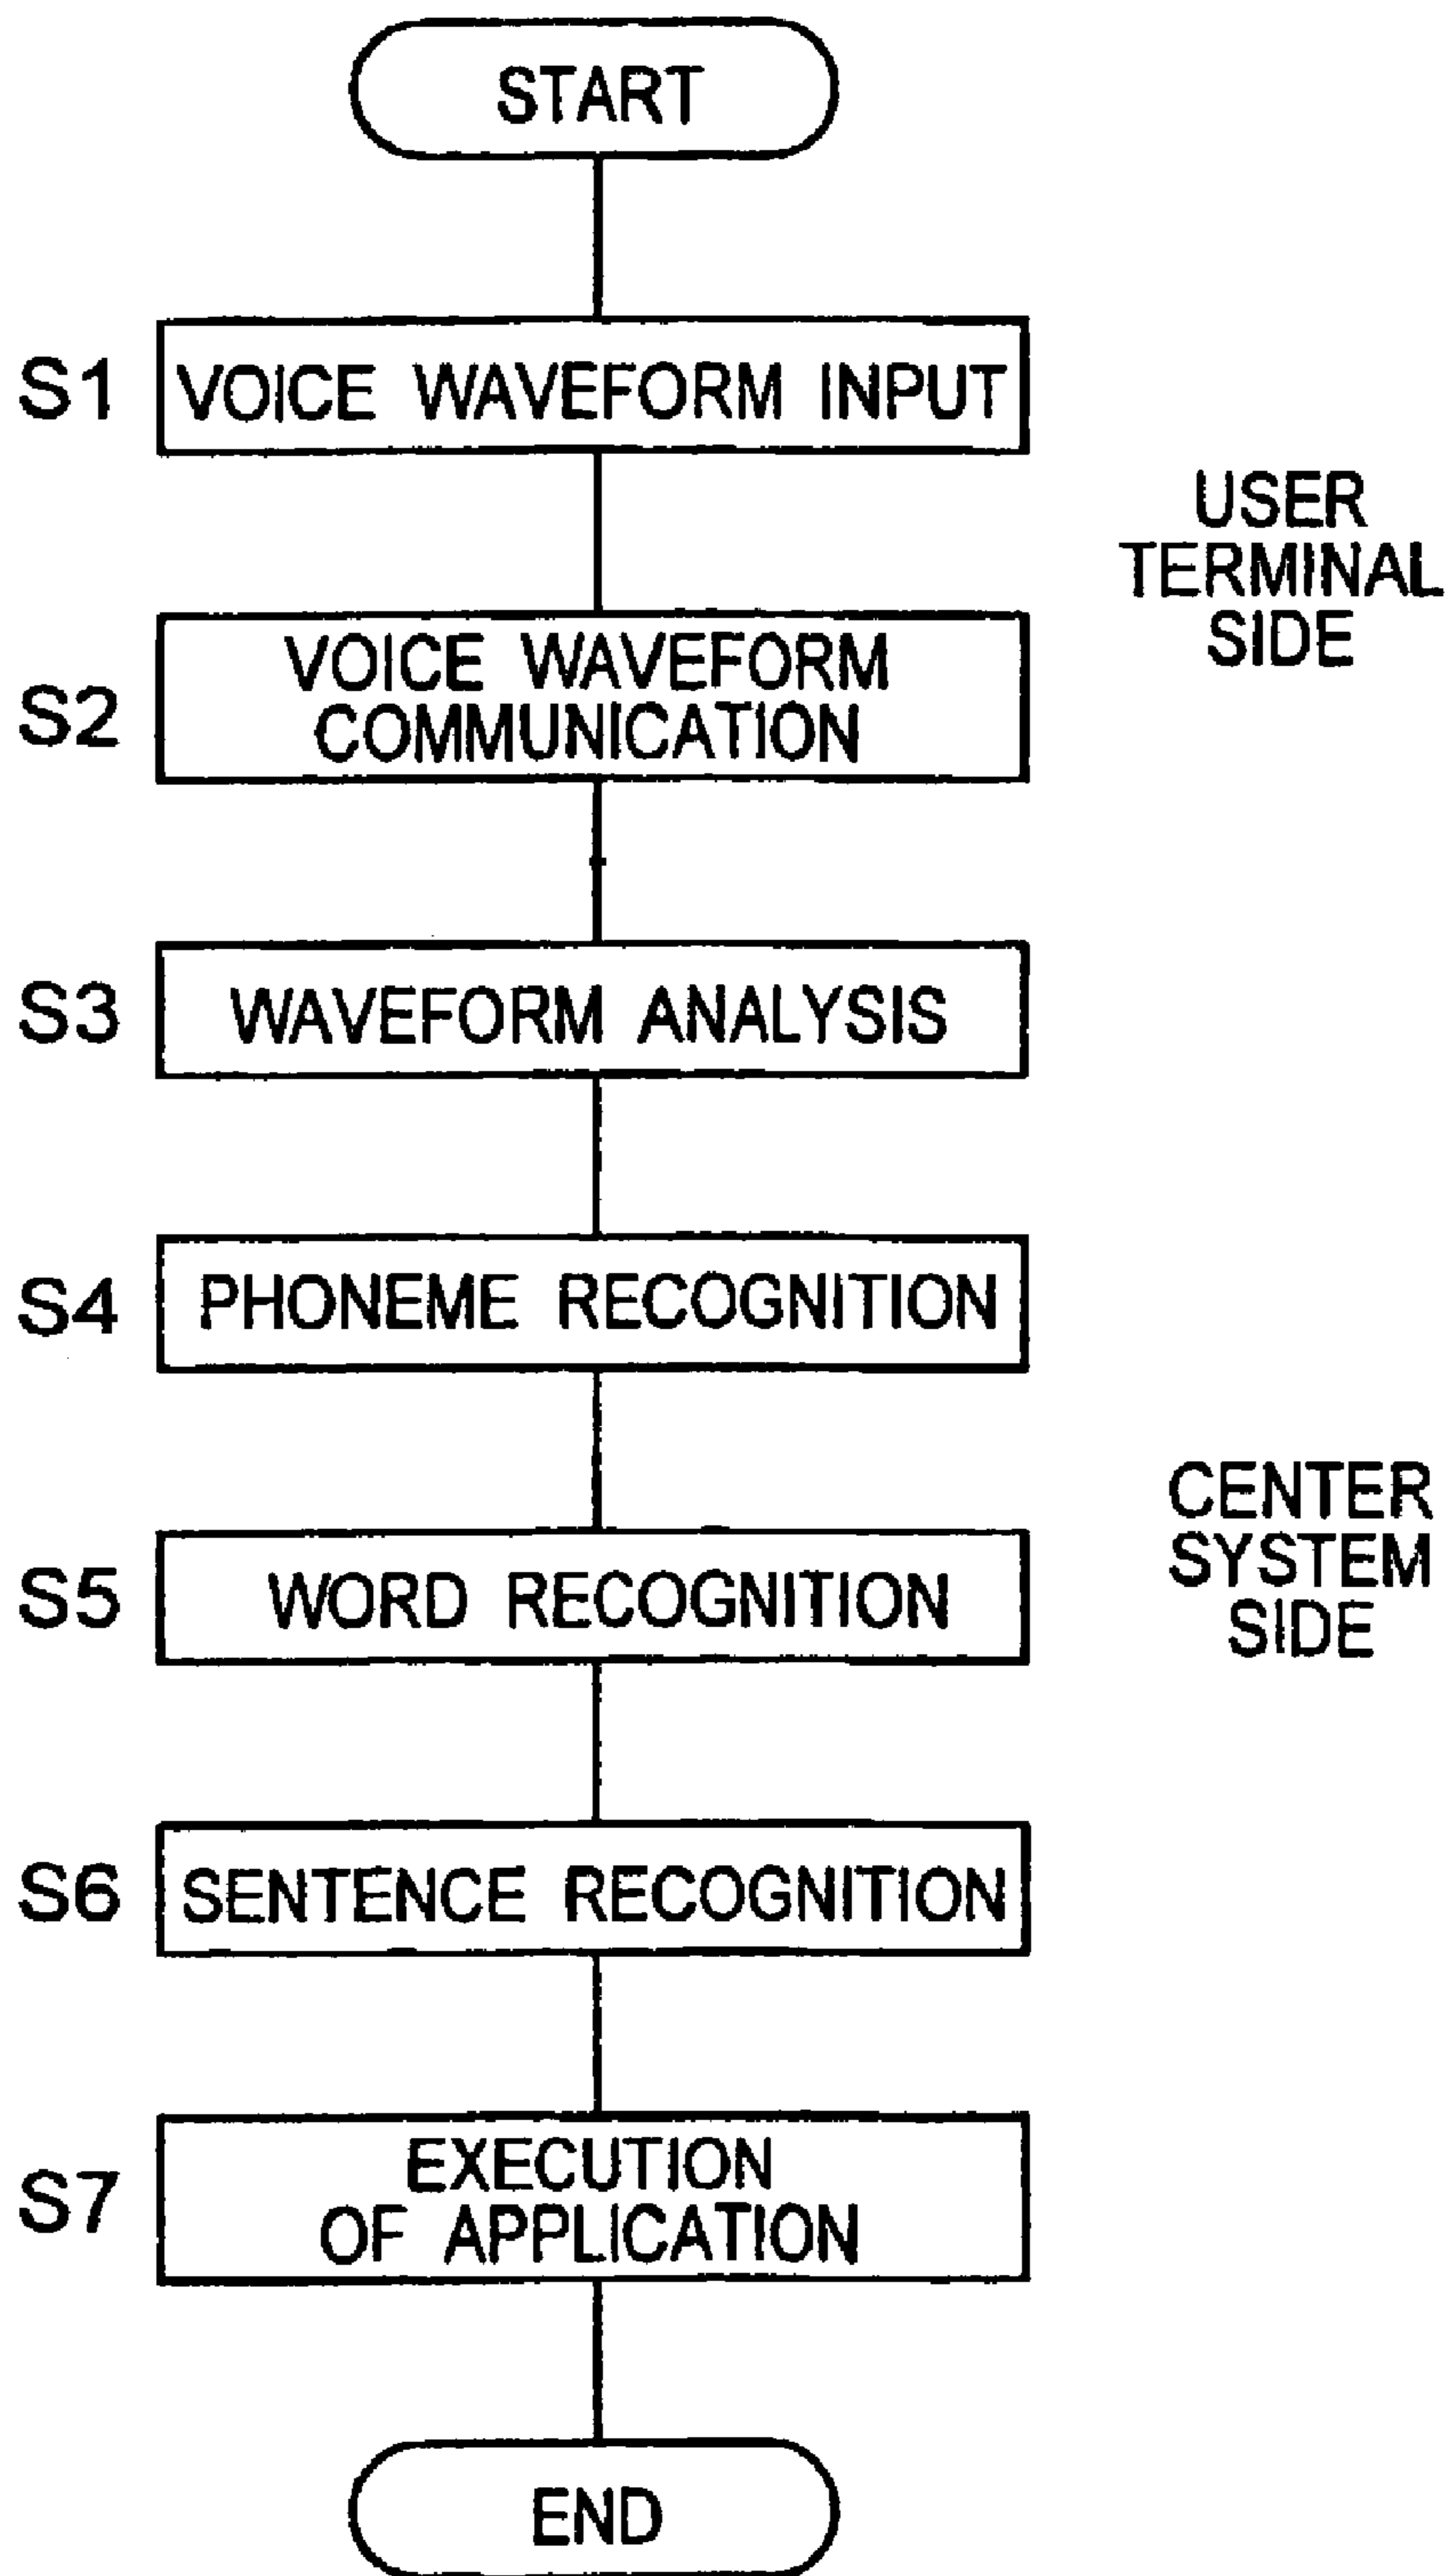 START
S1 VOICE WAVEFORM INPUT
USER
TERMINAL
SIDE
S2 VOICE WAVEFORM
COMMUNICATION
S3 WAVEFORM ANALYSIS
S4 PHONEME RECOGNITION
CENTER
SYSTEM
SIDE
S5 WORD RECOGNITION
S6 SENTENCE RECOGNITION
S7 EXECUTION
OF APPLICATION
END